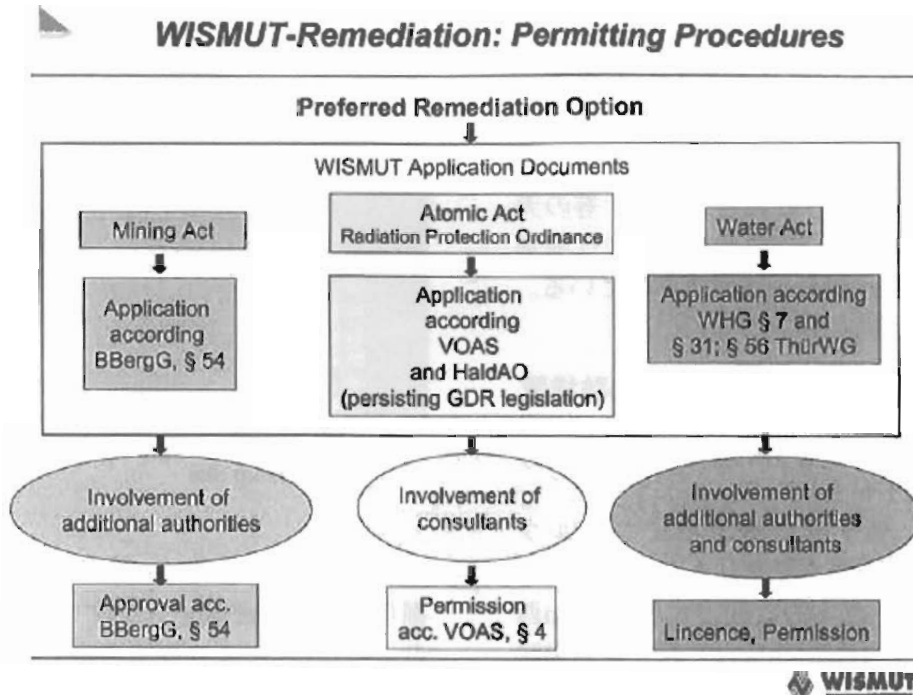 WISMUT-Remediation: Permitting Procedures
Preferred Remediation Option
WISMUT Application Documents
Mining Act
Application
according
BBergG, § 54
Atomic Act
Radiation Protection Ordinance
Application
according
VOAS
and HaldAO
(persisting GDR legislation)
Water Act
Application according
WHG § 7 and
§ 31; § 56 ThürWG
Involvement of
additional authorities
Involvement of
consultants
Involvement of
additional authorities
and consultants
Approval acc.
BBergG, § 54
Permission
acc. VOAS, § 4
Lincence, Permission
WISMUT